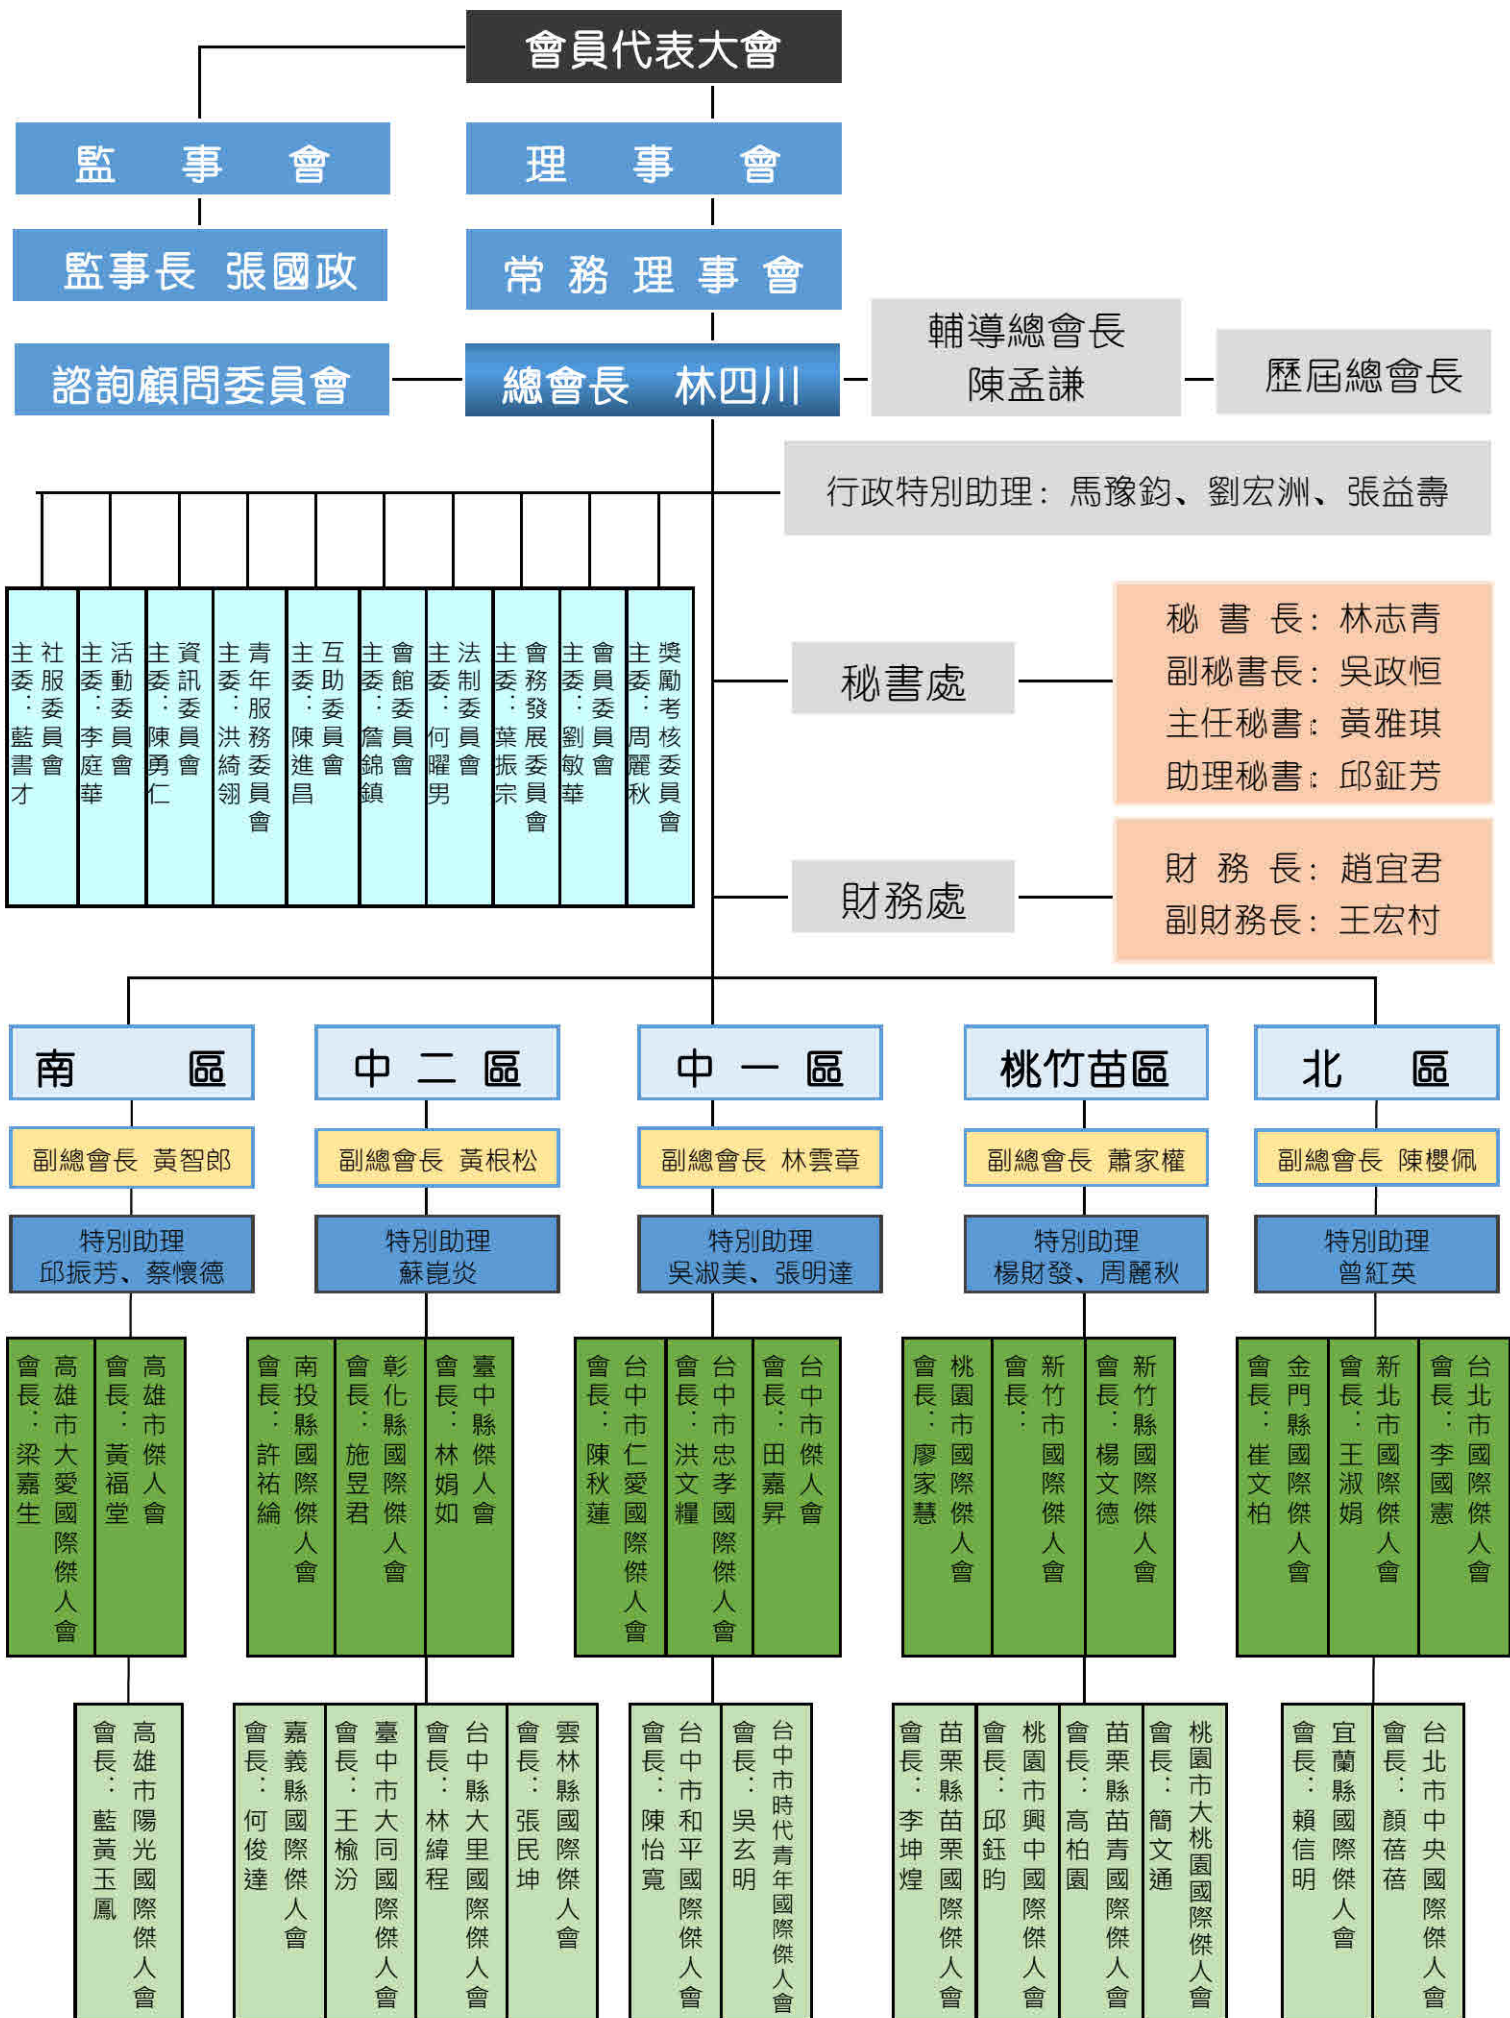 會員代表大會
監事會
理事會
監事長 張國政
常務理事會
諮詢顧問委員會
總會長 林四川
輔導總會長
陳孟謙
歷屆總會長
行政特別助理：馬豫鈞、劉宏洲、張益壽
獎勵考核委員會
主委：周麗秋
會員委員會
主委：劉敏華
會務發展委員會
主委：葉振宗
法制委員會
主委：何曜男
會館委員會
主委：詹錦鎮
互助委員會
主委：陳進昌
青年服務委員會
主委：洪綺翎
資訊委員會
主委：陳勇仁
活動委員會
主委：李庭華
社服委員會
主委：藍書才
秘書處
秘書長：林志青
副秘書長：吳政恒
主任秘書：黃雅琪
助理秘書：邱鉦芳
財務處
財務長：趙宜君
副財務長：王宏村
南區
中二區
中一區
桃竹苗區
北區
副總會長 黃智郎
副總會長 黃根松
副總會長 林雲章
副總會長 蕭家權
副總會長 陳櫻佩
特別助理
邱振芳、蔡懷德
特別助理
蘇崑炎
特別助理
吳淑美、張明達
特別助理
楊財發、周麗秋
特別助理
曾紅英
台北市國際傑人會
會長：李國憲
新北市國際傑人會
會長：王淑娟
金門縣國際傑人會
會長：崔文柏
新竹縣國際傑人會
會長：楊文德
新竹市國際傑人會
會長：
桃園市國際傑人會
會長：廖家慧
台中市傑人會
會長：田嘉昇
台中市忠孝國際傑人會
會長：洪文糧
台中市仁愛國際傑人會
會長：陳秋蓮
臺中縣傑人會
會長：林娟如
彰化縣國際傑人會
會長：施昱君
南投縣國際傑人會
會長：許祐綸
高雄市傑人會
會長：黃福堂
高雄市大愛國際傑人會
會長：梁嘉生
台北市中央國際傑人會
會長：顏蓓蓓
宜蘭縣國際傑人會
會長：賴信明
桃園市大桃園國際傑人會
會長：簡文通
苗栗縣苗青國際傑人會
會長：高柏園
桃園市興中國際傑人會
會長：邱鈺昀
苗栗縣苗栗國際傑人會
會長：李坤煌
台中市時代青年國際傑人會
會長：吳玄明
台中市和平國際傑人會
會長：陳怡寬
雲林縣國際傑人會
會長：張民坤
台中縣大里國際傑人會
會長：林緯程
臺中市大同國際傑人會
會長：王榆汾
嘉義縣國際傑人會
會長：何俊達
高雄市陽光國際傑人會
會長：藍黃玉鳳